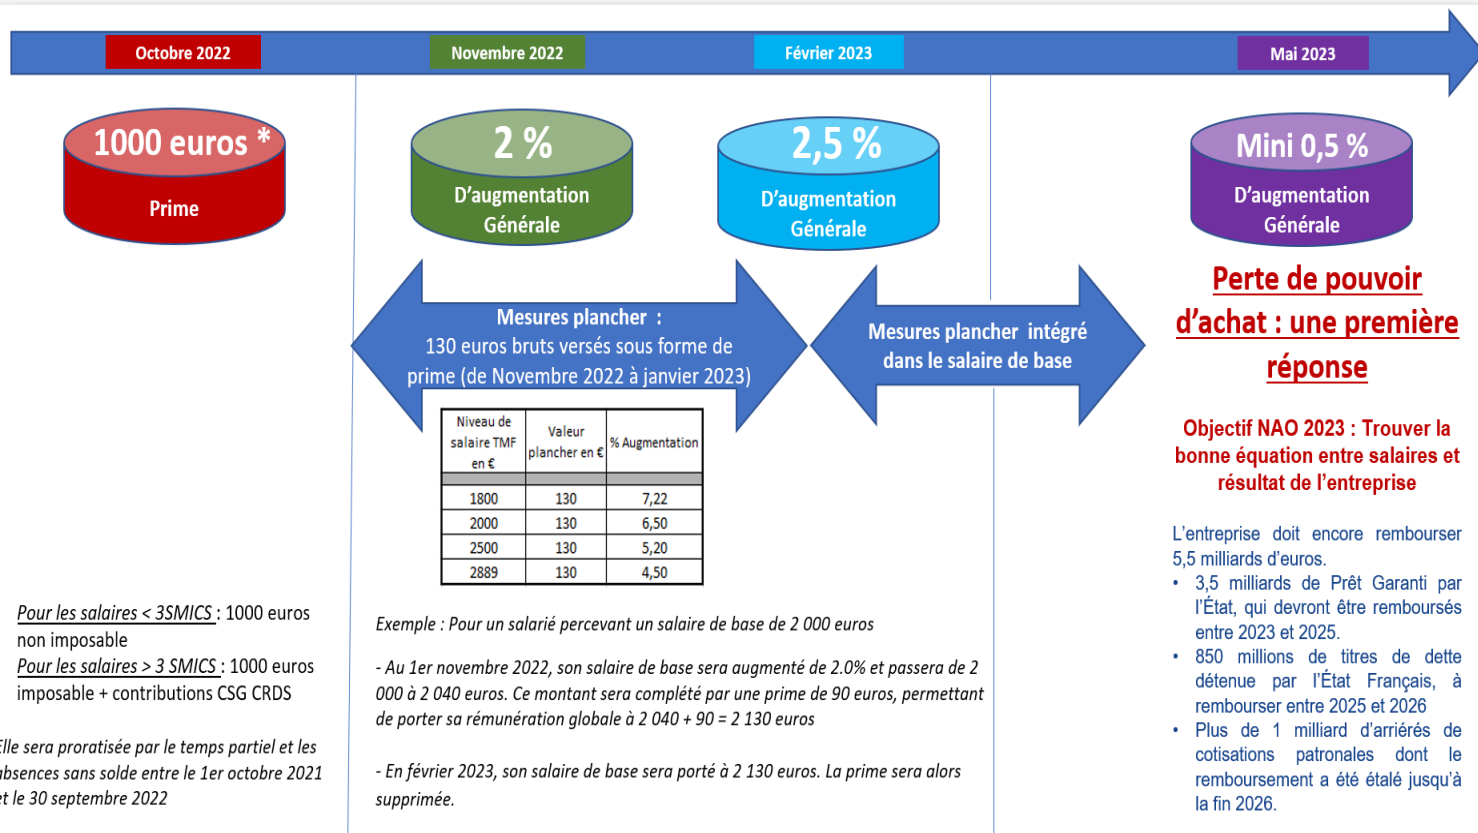 Octobre 2022
Novembre 2022
Février 2023
Mai 2023
1000 euros *
Prime
2 %
D’augmentation
Générale
2,5 %
D’augmentation
Générale
Mini 0,5 %
D’augmentation
Générale
Mesures plancher :
130 euros bruts versés sous forme de
prime (de Novembre 2022 à janvier 2023)
Mesures plancher intégré
dans le salaire de base
Niveau de
salaire TMF
en €
Valeur
plancher en €
% Augmentation
1800 130 7,22
2000 130 6,50
2500 130 5,20
2889 130 4,50
Pour les salaires < 3SMICS : 1000 euros
non imposable
Pour les salaires > 3 SMICS : 1000 euros
imposable + contributions CSG CRDS
Elle sera proratisée par le temps partiel et les
absences sans solde entre le 1er octobre 2021
et le 30 septembre 2022
Exemple : Pour un salarié percevant un salaire de base de 2 000 euros
- Au 1er novembre 2022, son salaire de base sera augmenté de 2.0% et passera de 2
000 à 2 040 euros. Ce montant sera complété par une prime de 90 euros, permettant
de porter sa rémunération globale à 2 040 + 90 = 2 130 euros
- En février 2023, son salaire de base sera porté à 2 130 euros. La prime sera alors
supprimée.
Perte de pouvoir
d’achat : une première
réponse
Objectif NAO 2023 : Trouver la
bonne équation entre salaires et
résultat de l’entreprise
L’entreprise doit encore rembourser
5,5 milliards d’euros.
• 3,5 milliards de Prêt Garanti par
l’État, qui devront être remboursés
entre 2023 et 2025.
• 850 millions de titres de dette
détenue par l’État Français, à
rembourser entre 2025 et 2026
• Plus de 1 milliard d’arriérés de
cotisations patronales dont le
remboursement a été étalé jusqu’à
la fin 2026.